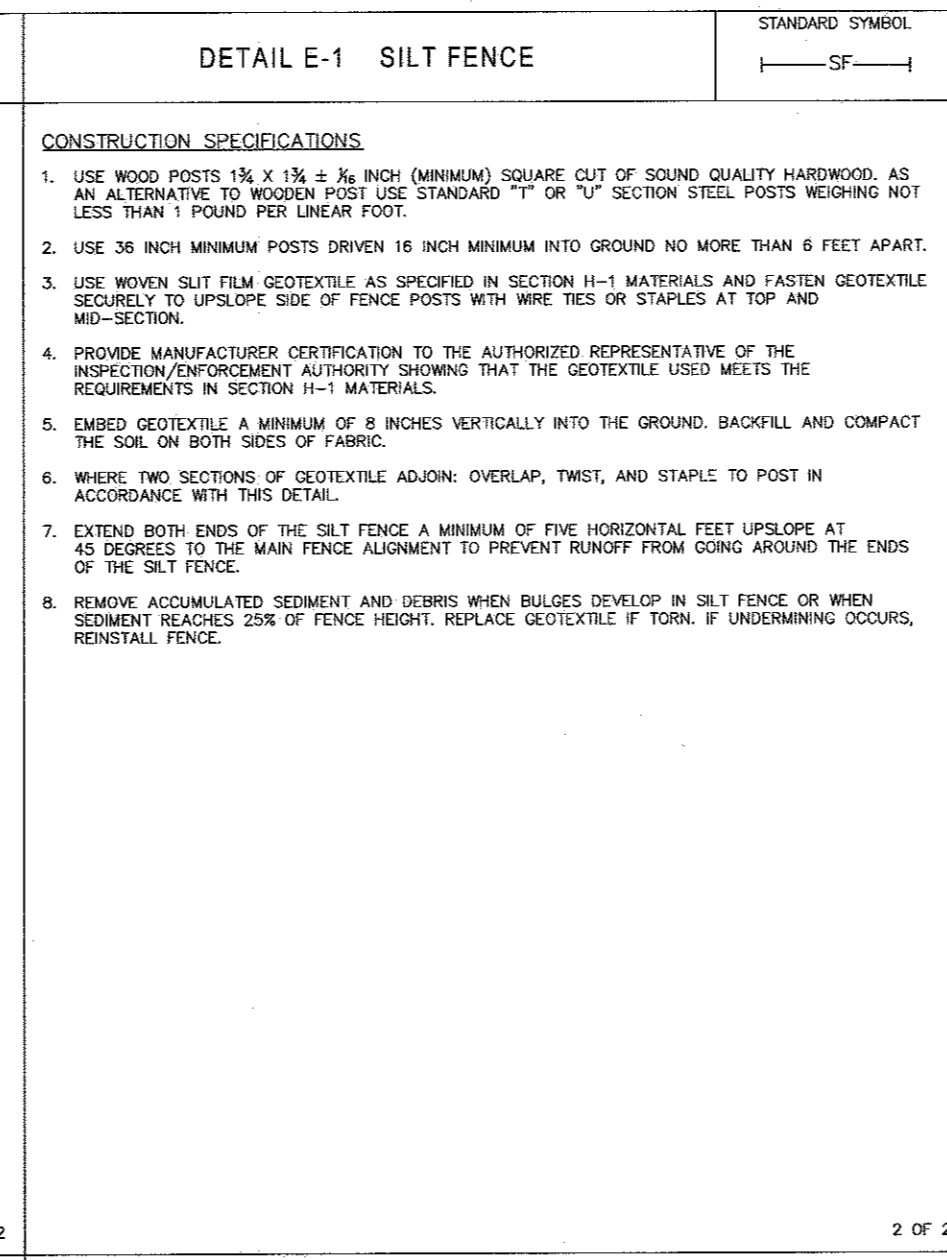 STANDARD SYMBOL
DETAIL E-1 SILT FENCE
SF
CONSTRUCTION SPECIFICATIONS
1. USE WOOD POSTS 1¾ X 1¾ ± 1/16 INCH (MINIMUM) SQUARE CUT OF SOUND QUALITY HARDWOOD. AS
AN ALTERNATIVE TO WOODEN POST USE STANDARD "T" OR "U" SECTION STEEL POSTS WEIGHING NOT
LESS THAN 1 POUND PER LINEAR FOOT.
2. USE 36 INCH MINIMUM POSTS DRIVEN 16 INCH MINIMUM INTO GROUND NO MORE THAN 6 FEET APART.
3. USE WOVEN SLIT FILM GEOTEXTILE AS SPECIFIED IN SECTION H-1 MATERIALS AND FASTEN GEOTEXTILE
SECURELY TO UPSLOPE SIDE OF FENCE POSTS WITH WIRE TIES OR STAPLES AT TOP AND
MID-SECTION.
4. PROVIDE MANUFACTURER CERTIFICATION TO THE AUTHORIZED REPRESENTATIVE OF THE
INSPECTION/ENFORCEMENT AUTHORITY SHOWING THAT THE GEOTEXTILE USED MEETS THE
REQUIREMENTS IN SECTION H-1 MATERIALS.
5. EMBED GEOTEXTILE A MINIMUM OF 8 INCHES VERTICALLY INTO THE GROUND. BACKFILL AND COMPACT
THE SOIL ON BOTH SIDES OF FABRIC.
6. WHERE TWO SECTIONS OF GEOTEXTILE ADJOIN: OVERLAP, TWIST, AND STAPLE TO POST IN
ACCORDANCE WITH THIS DETAIL.
7. EXTEND BOTH ENDS OF THE SILT FENCE A MINIMUM OF FIVE HORIZONTAL FEET UPSLOPE AT
45 DEGREES TO THE MAIN FENCE ALIGNMENT TO PREVENT RUNOFF FROM GOING AROUND THE ENDS
OF THE SILT FENCE.
8. REMOVE ACCUMULATED SEDIMENT AND DEBRIS WHEN BULGES DEVELOP IN SILT FENCE OR WHEN
SEDIMENT REACHES 25% OF FENCE HEIGHT. REPLACE GEOTEXTILE IF TORN. IF UNDERMINING OCCURS,
REINSTALL FENCE.
2
2 OF 2